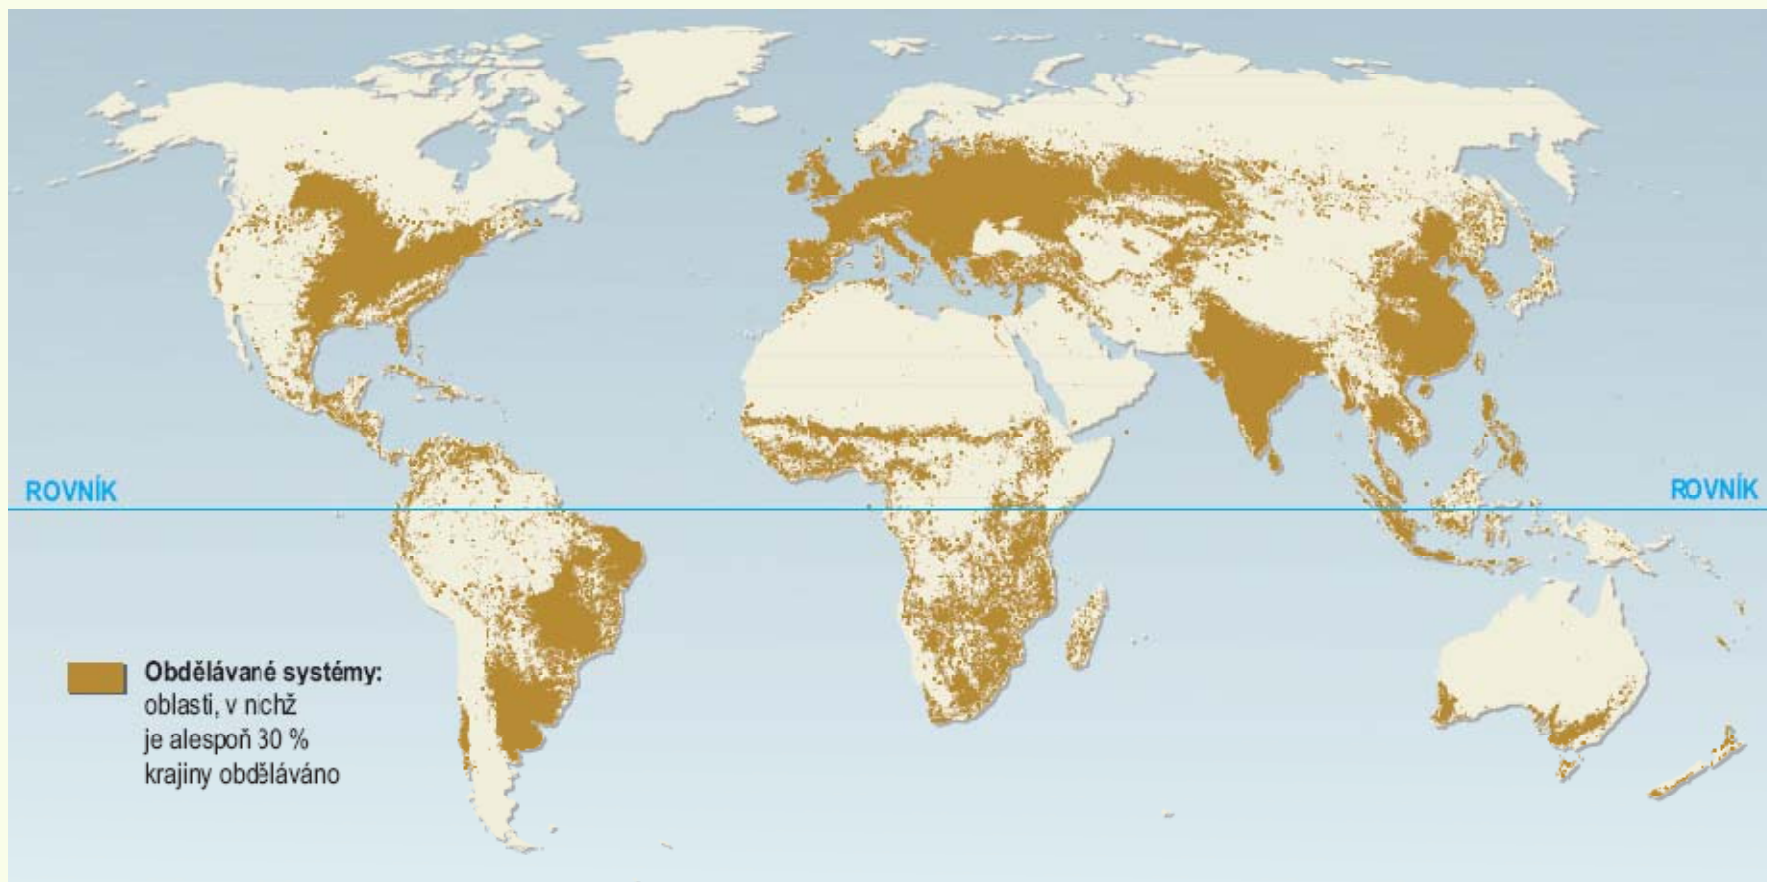 ROVNÍK
ROVNÍK
Obdělávané systémy:
oblasti, v nichž
je alespoň 30 %
krajiny obděláváno